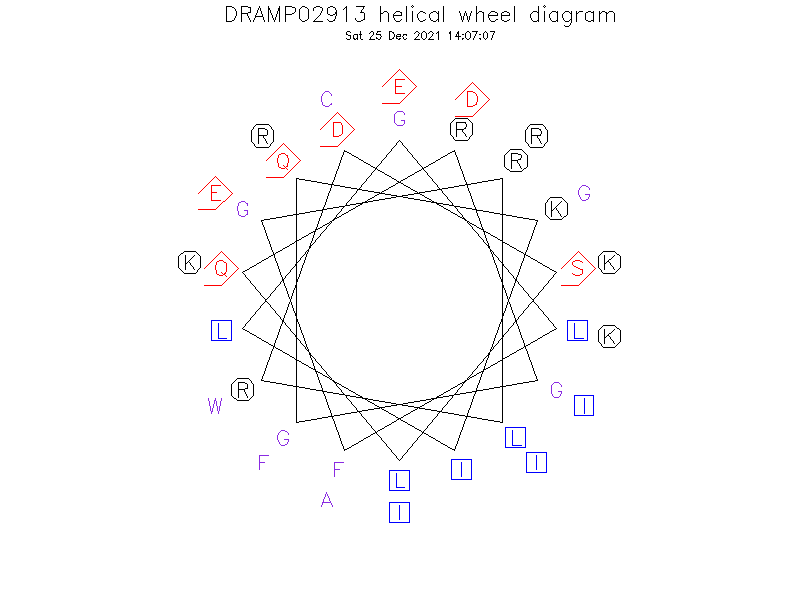 DRAMP02913 helical wheel diagram
Sat 25 Dec 2021 14:07:07
E
C D
G
R D R R
R
Q R
E G K G
K Q S K
L L K
W R G I
G L
F F L I I
A I